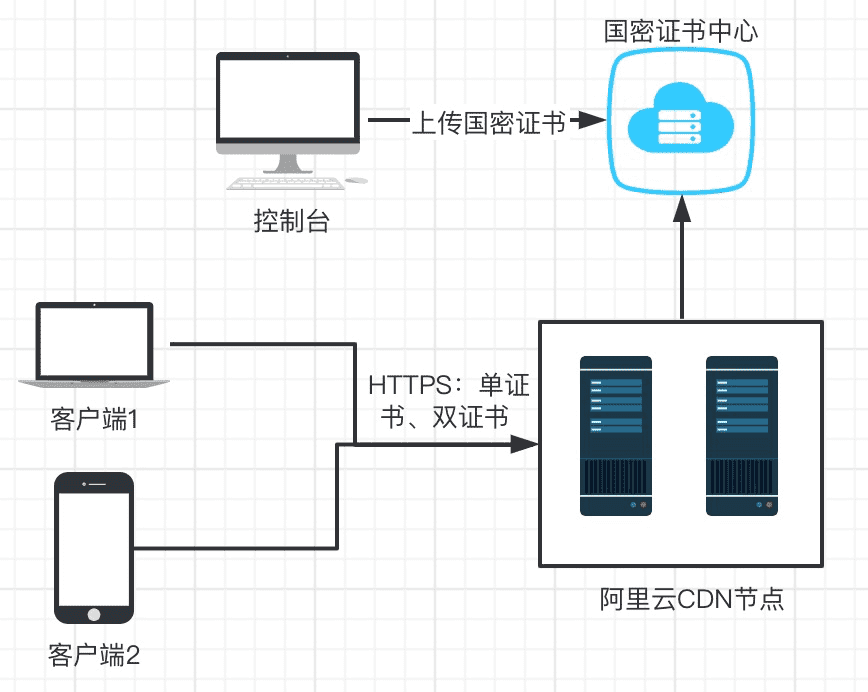 国密证书中心
上传国密证书
控制台
HTTPS：单证
书、双证书
客户端1
阿里云CDN节点
客户端2